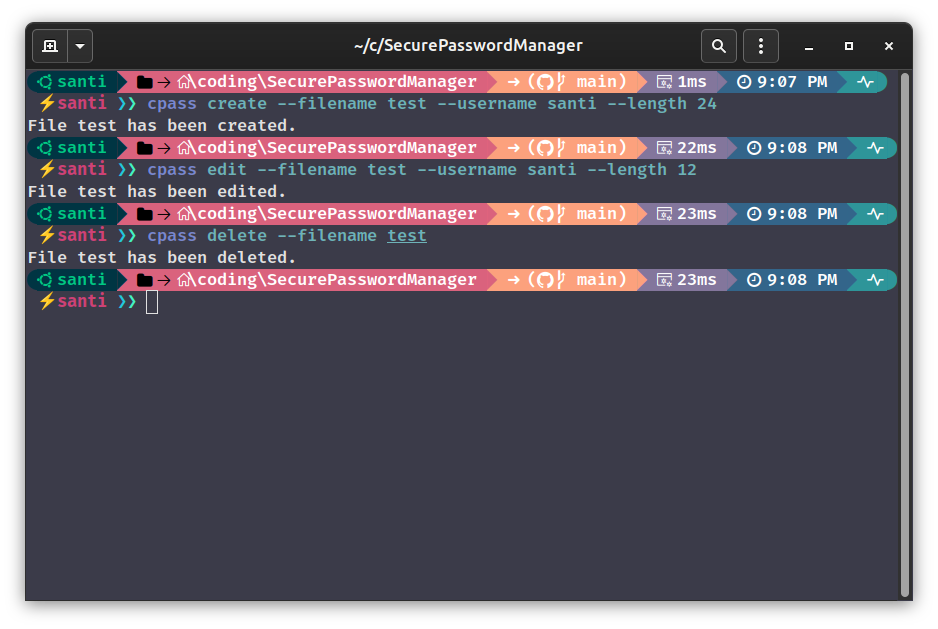 ~/c/SecurePasswordManager
santi → \coding\SecurePasswordManager → ( main) 1ms 9:07 PM
⚡santi ❯❯ cpass create --filename test --username santi --length 24
File test has been created.
santi → \coding\SecurePasswordManager → ( main) 22ms 9:08 PM
⚡santi ❯❯ cpass edit --filename test --username santi --length 12
File test has been edited.
santi → \coding\SecurePasswordManager → ( main) 23ms 9:08 PM
⚡santi ❯❯ cpass delete --filename test
File test has been deleted.
santi → \coding\SecurePasswordManager → ( main) 23ms 9:08 PM
⚡santi ❯❯